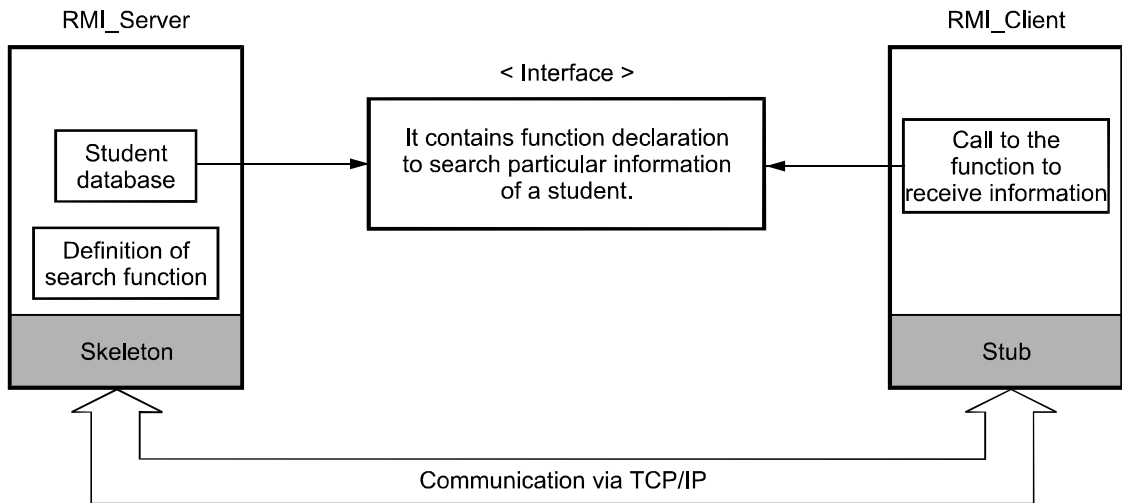 RMI_Server
RMI_Client
< Interface >
It contains function declaration
to search particular information
of a student.
Student
database
Call to the
function to
receive information
Definition of
search function
Skeleton
Stub
Communication via TCP/IP